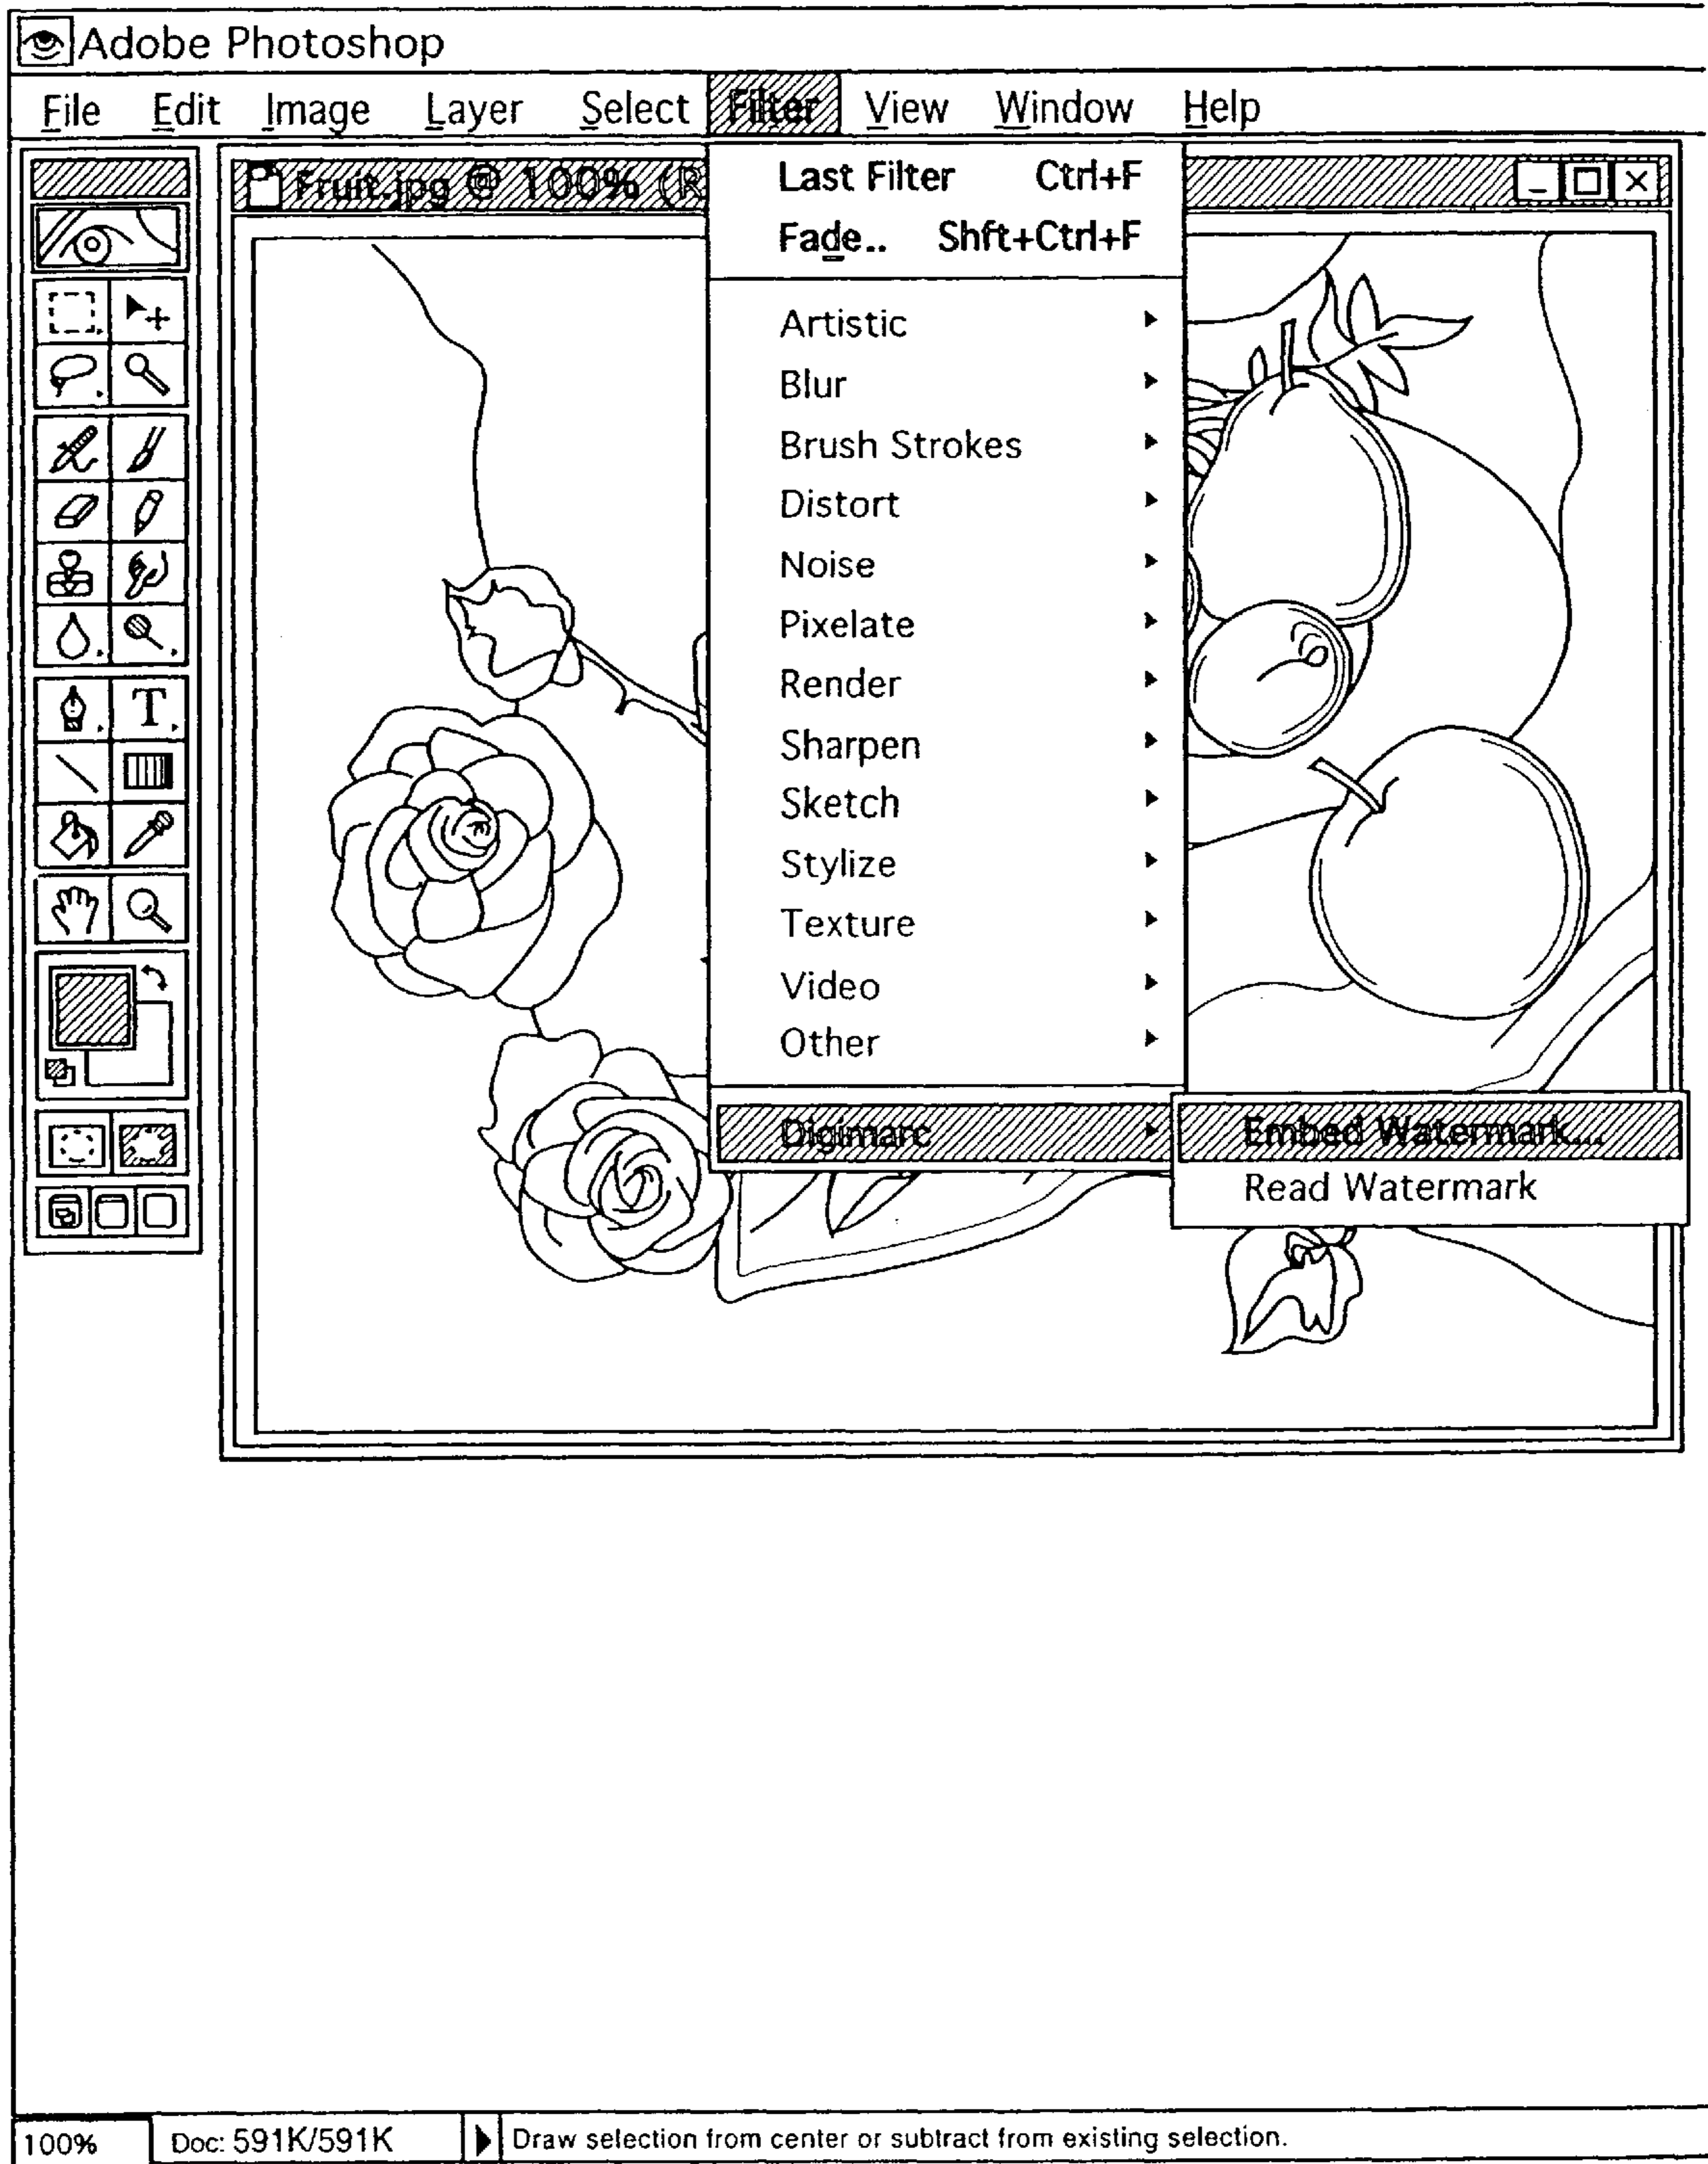 Adobe Photoshop
File Edit Image Layer Select Filter View Window Help
Fruit.jpg @ 100% (R
Last Filter Ctrl+F
Fade.. Shft+Ctrl+F
Artistic
Blur
Brush Strokes
Distort
Noise
Pixelate
Render
T
Sharpen
Sketch
Stylize
Texture
Video
Other
Digimarc Embed Watermark...
Read Watermark
100% Doc: 591K/591K Draw selection from center or subtract from existing selection.